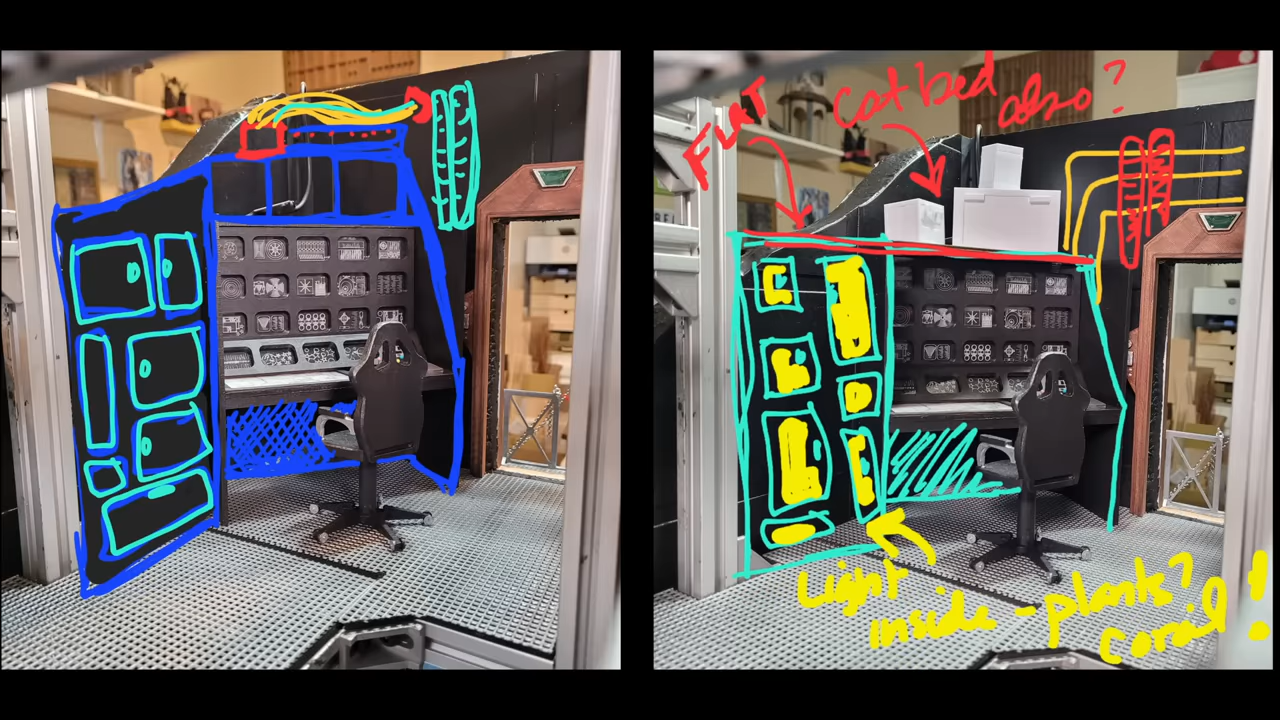 FLAT
Cat bed
also?
Light
inside - plants?
coral!